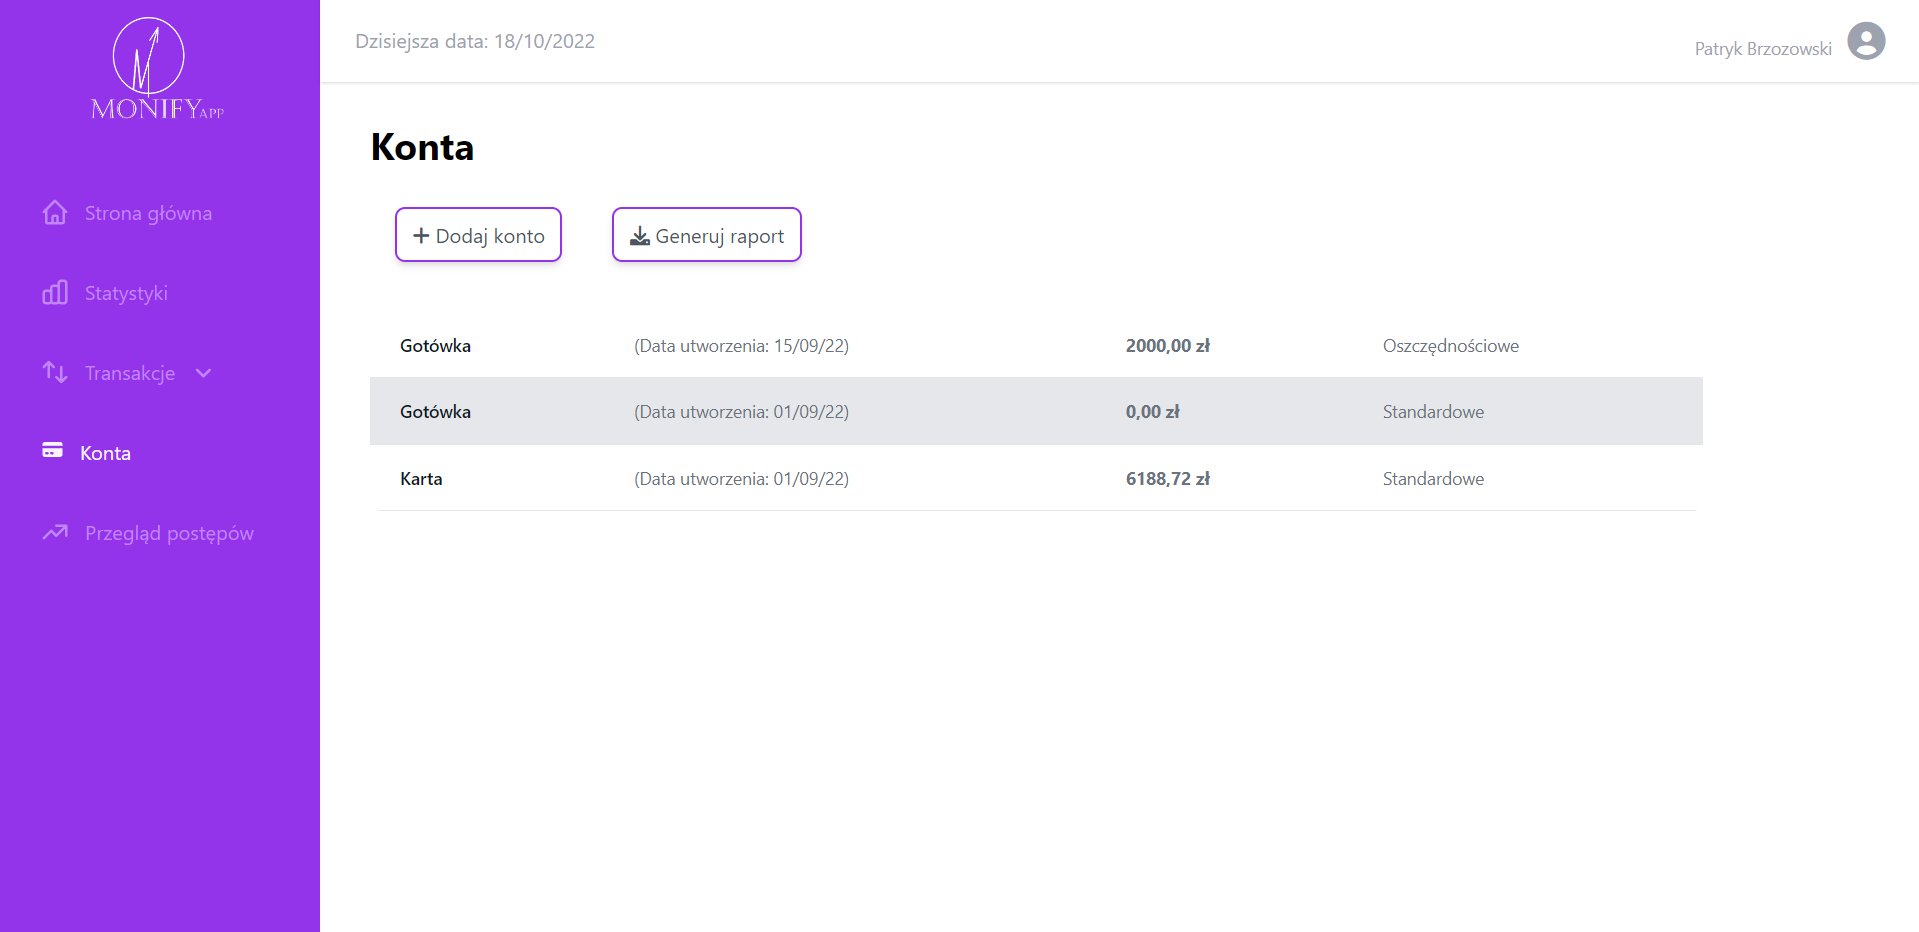 MONIFY APP
Dzisiejsza data: 18/10/2022
Patryk Brzozowski
Strona główna
Statystyki
Transakcje
Konta
Przegląd postępów
Konta
Dodaj konto
Generuj raport
Gotówka (Data utworzenia: 15/09/22) 2000,00 zł Oszczędnościowe
Gotówka (Data utworzenia: 01/09/22) 0,00 zł Standardowe
Karta (Data utworzenia: 01/09/22) 6188,72 zł Standardowe